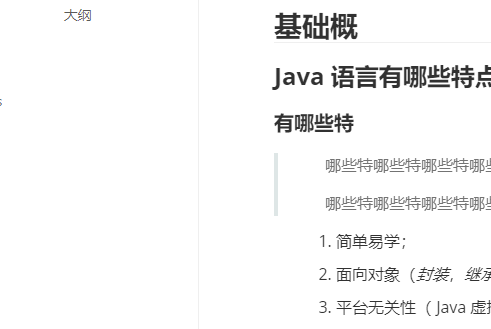 大纲
基础概
Java 语言有哪些特点
有哪些特
哪些特哪些特哪些特哪些
哪些特哪些特哪些特哪些
1. 简单易学；
2. 面向对象（封装，继承
3. 平台无关性（ Java 虚拟